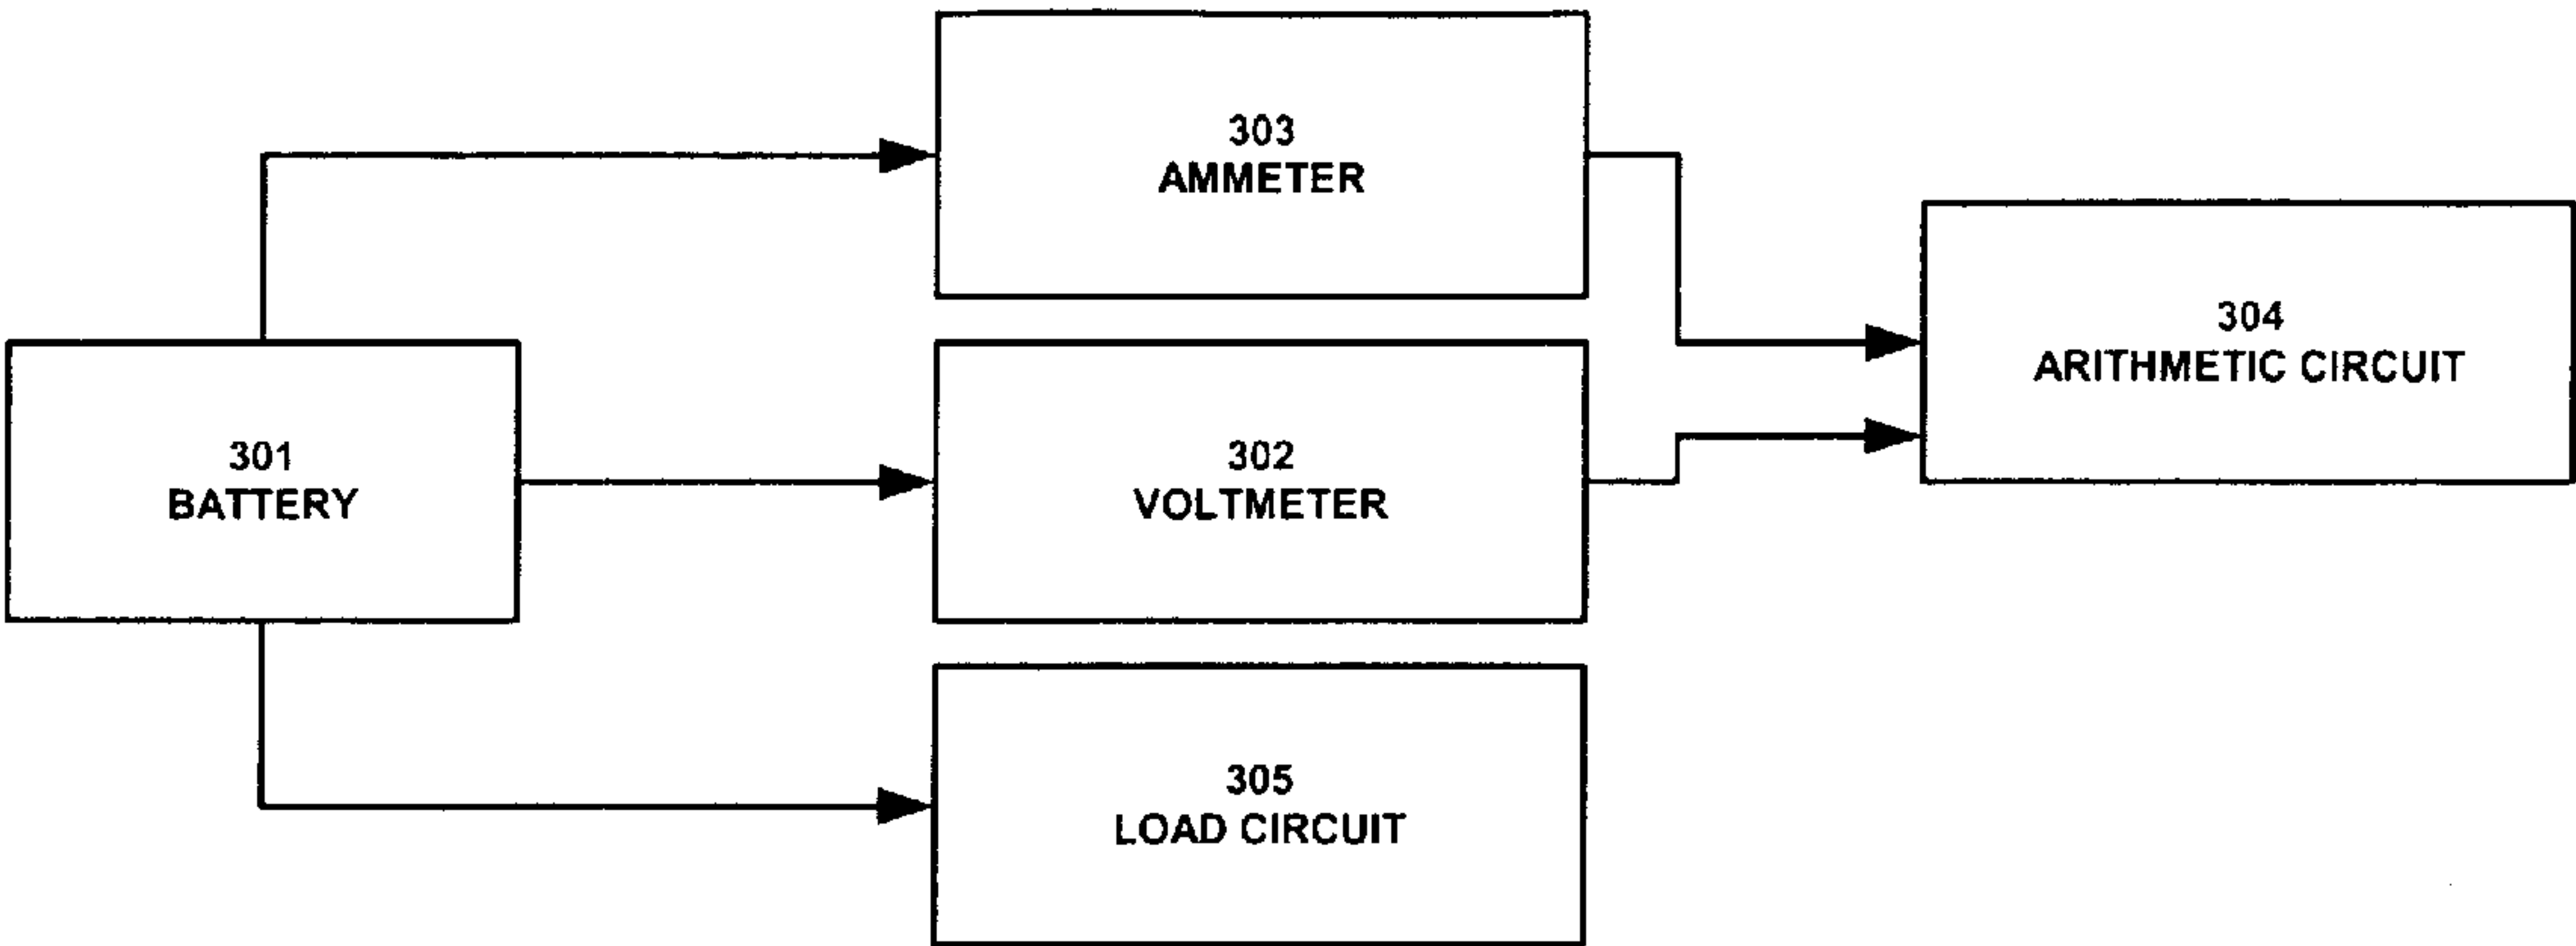 303
AMMETER
304
ARITHMETIC CIRCUIT
301
BATTERY
302
VOLTMETER
305
LOAD CIRCUIT